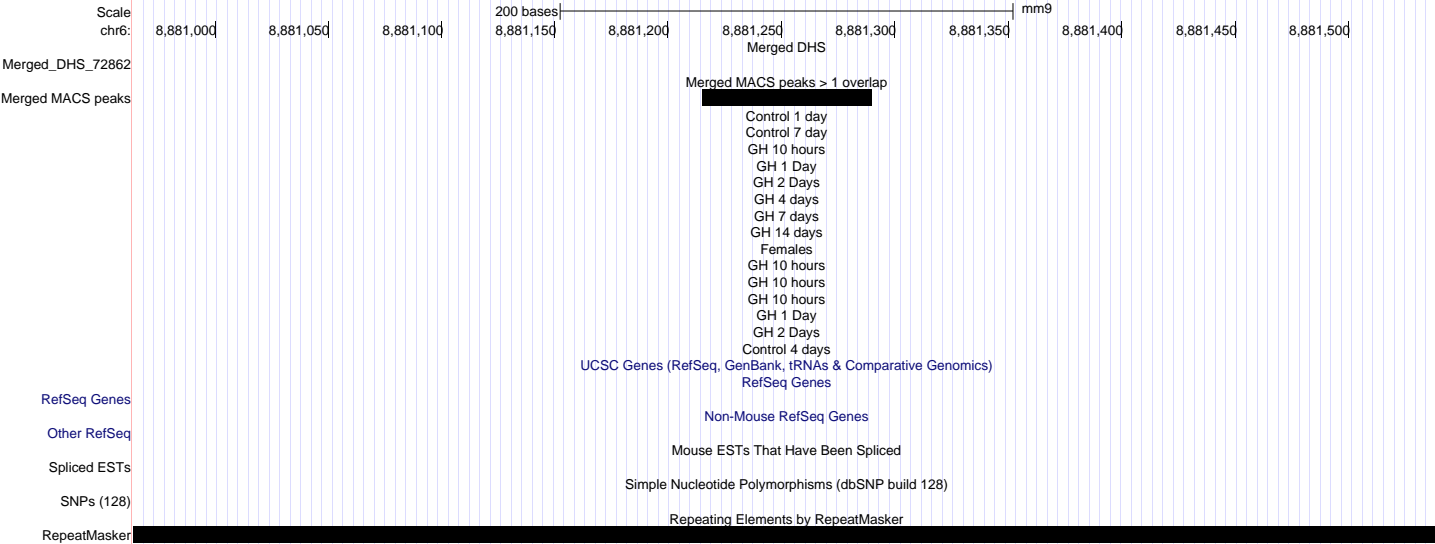 Scale 200 bases mm9
chr6: 8,881,000 8,881,050 8,881,100 8,881,150 8,881,200 8,881,250 8,881,300 8,881,350 8,881,400 8,881,450 8,881,500
Merged DHS
Merged_DHS_72862
Merged MACS peaks > 1 overlap
Merged MACS peaks
Control 1 day
Control 7 day
GH 10 hours
GH 1 Day
GH 2 Days
GH 4 days
GH 7 days
GH 14 days
Females
GH 10 hours
GH 10 hours
GH 10 hours
GH 1 Day
GH 2 Days
Control 4 days
UCSC Genes (RefSeq, GenBank, tRNAs & Comparative Genomics)
RefSeq Genes
RefSeq Genes
Non-Mouse RefSeq Genes
Other RefSeq
Mouse ESTs That Have Been Spliced
Spliced ESTs
Simple Nucleotide Polymorphisms (dbSNP build 128)
SNPs (128)
Repeating Elements by RepeatMasker
RepeatMasker